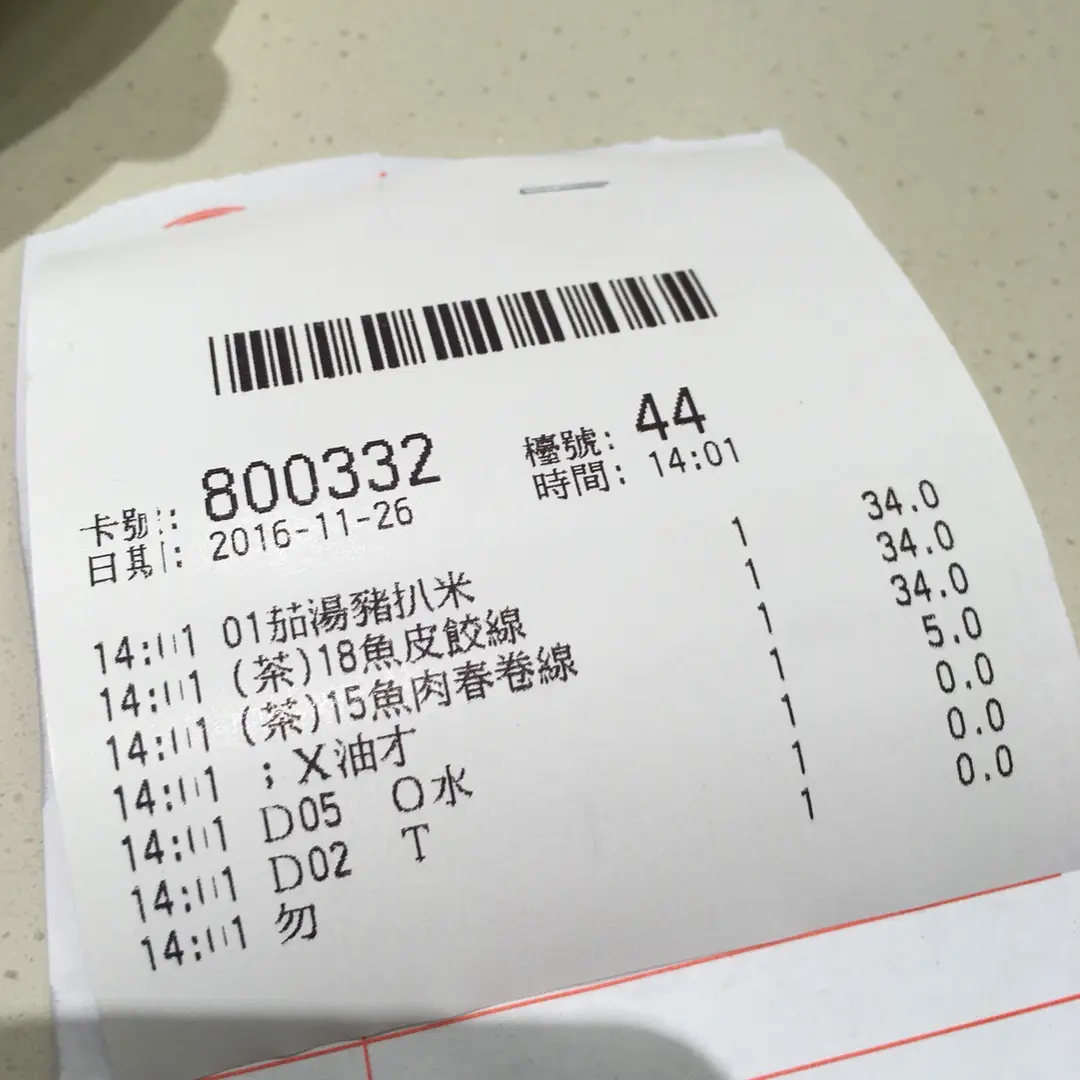 卡號: 800332 檯號: 44
日期: 2016-11-26 時間: 14:01
14:01 01茄湯豬扒米 1 34.0
14:01 (茶)18魚皮餃線 1 34.0
14:01 (茶)15魚肉春卷線 1 34.0
14:01 ；X油才 1 5.0
14:01 D05 O水 1 0.0
14:01 D02 T 1 0.0
14:01 勿 1 0.0